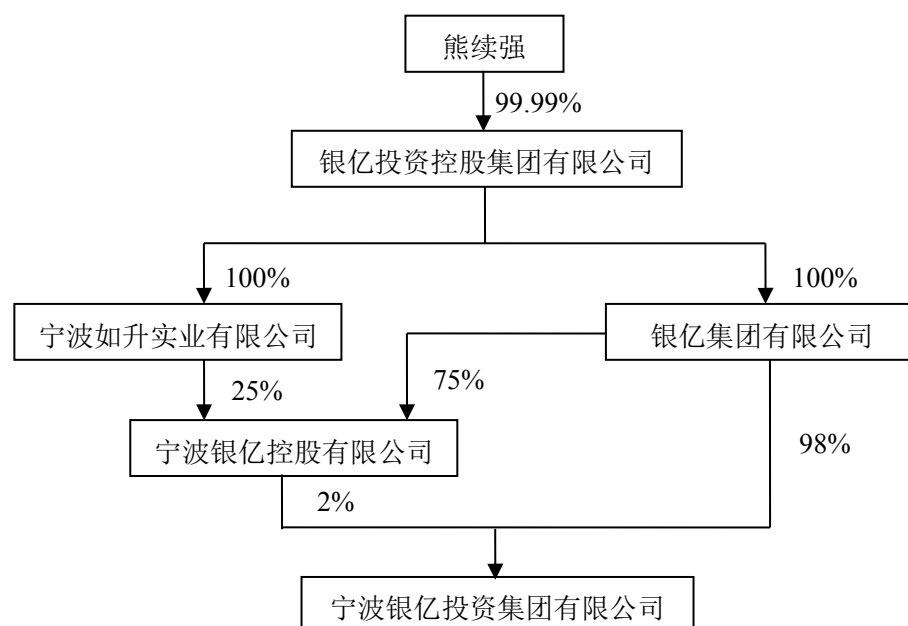 熊续强
99.99%
银亿投资控股集团有限公司
100%
100%
宁波如升实业有限公司
银亿集团有限公司
25%
75%
宁波银亿控股有限公司
98%
2%
宁波银亿投资集团有限公司